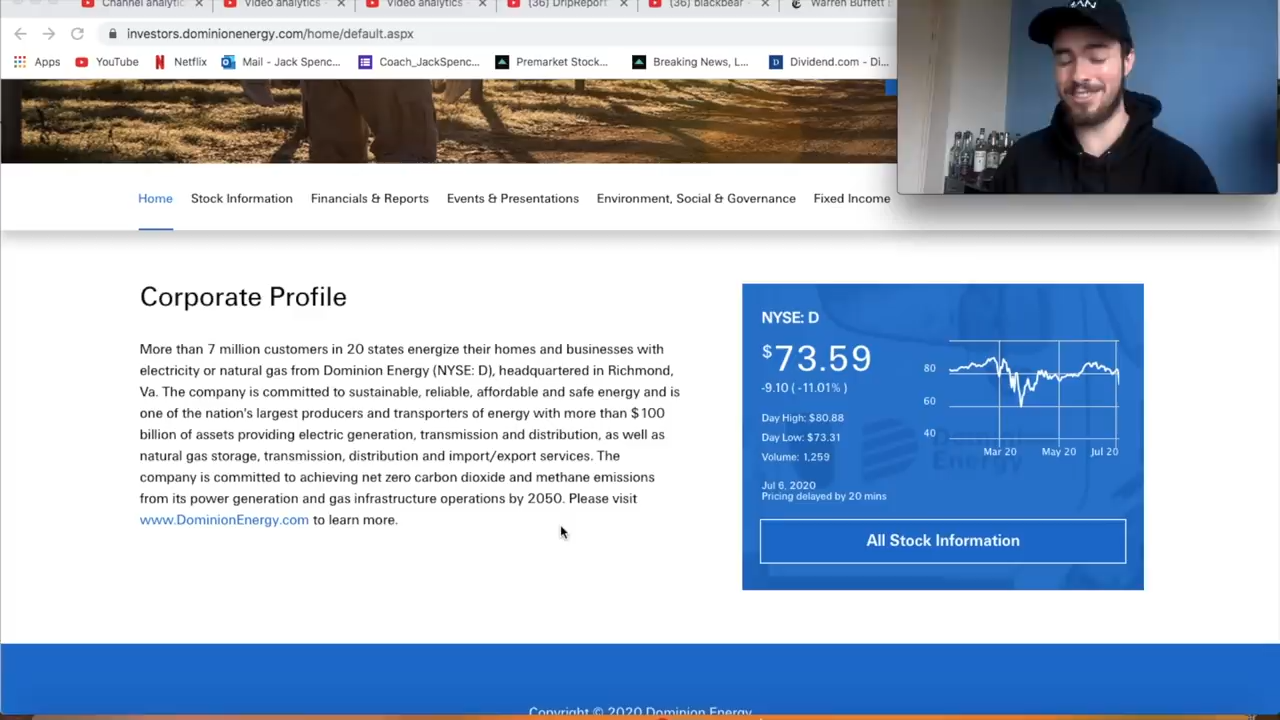 Channel analytic
Video analytics -
Video analytics -
(36) DripReport
(36) blackbear -
Warren Buffett
investors.dominionenergy.com/home/default.aspx
Apps
YouTube
Netflix
Mail - Jack Spenc...
Coach_JackSpenc...
Premarket Stock...
Breaking News, L...
Dividend.com - Di...
Home
Stock Information
Financials & Reports
Events & Presentations
Environment, Social & Governance
Fixed Income
Corporate Profile
More than 7 million customers in 20 states energize their homes and businesses with
electricity or natural gas from Dominion Energy (NYSE: D), headquartered in Richmond,
Va. The company is committed to sustainable, reliable, affordable and safe energy and is
one of the nation's largest producers and transporters of energy with more than $100
billion of assets providing electric generation, transmission and distribution, as well as
natural gas storage, transmission, distribution and import/export services. The
company is committed to achieving net zero carbon dioxide and methane emissions
from its power generation and gas infrastructure operations by 2050. Please visit
www.DominionEnergy.com to learn more.
NYSE: D
$73.59
-9.10 ( -11.01% )
Day High: $80.88
Day Low: $73.31
Volume: 1,259
Jul 6, 2020
Pricing delayed by 20 mins
80
60
40
Mar 20
May 20
Jul 20
Dominion
Energy
All Stock Information
Copyright © 2020 Dominion Energy